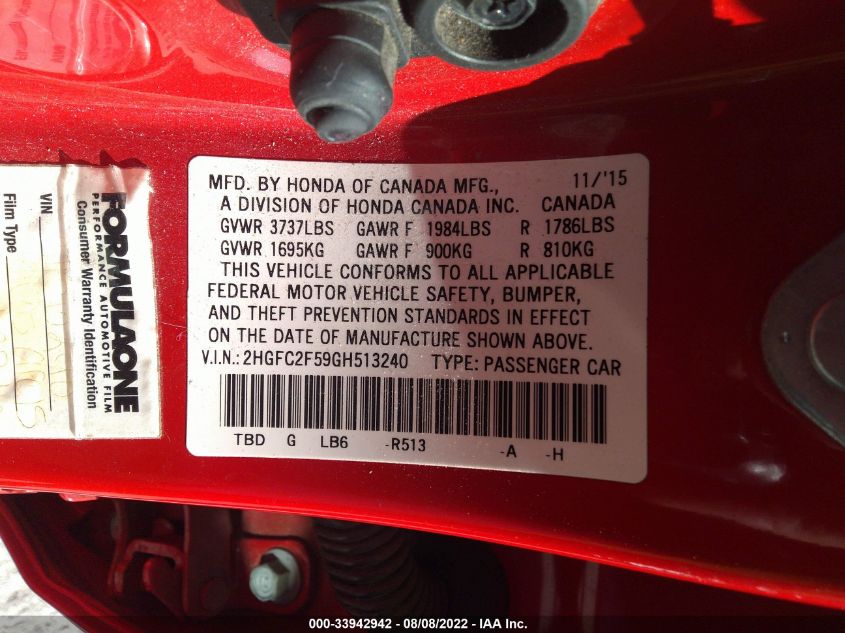 MFD. BY HONDA OF CANADA MFG., 11/'15
A DIVISION OF HONDA CANADA INC. CANADA
GVWR 3737LBS GAWR F 1984LBS R 1786LBS
GVWR 1695KG GAWR F 900KG R 810KG
THIS VEHICLE CONFORMS TO ALL APPLICABLE
FEDERAL MOTOR VEHICLE SAFETY, BUMPER,
AND THEFT PREVENTION STANDARDS IN EFFECT
ON THE DATE OF MANUFACTURE SHOWN ABOVE.
V.I.N.: 2HGFC2F59GH513240 TYPE: PASSENGER CAR
TBD G LB6 -R513 -A -H
FORMULAONE
PERFORMANCE AUTOMOTIVE FILM
Consumer Warranty Identification
VIN
Film Type
000-33942942 - 08/08/2022 - IAA Inc.